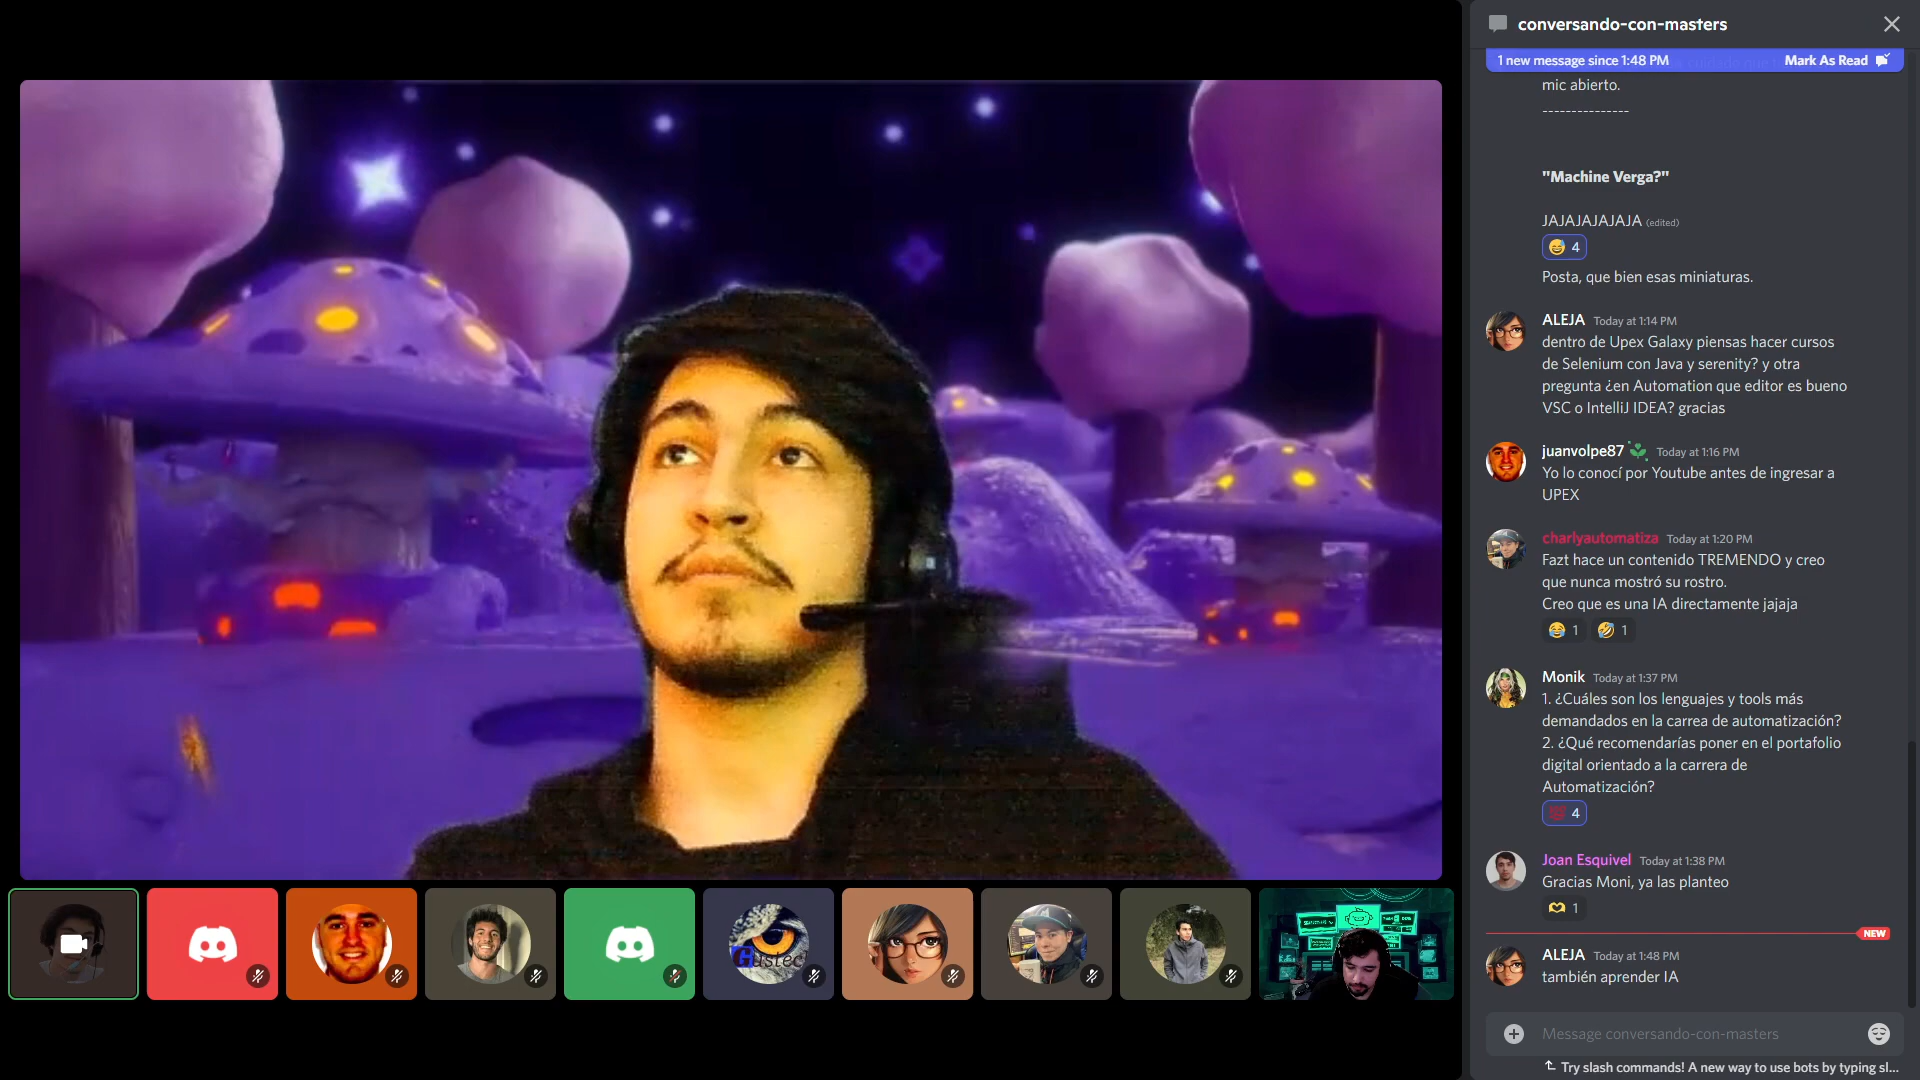 conversando-con-masters
1 new message since 1:48 PM
Mark As Read
mic abierto.
---------------
"Machine Verga?"
JAJAJAJAJAJA (edited)
4
Posta, que bien esas miniaturas.
ALEJA Today at 1:14 PM
dentro de Upex Galaxy piensas hacer cursos
de Selenium con Java y serenity? y otra
pregunta ¿en Automation que editor es bueno
VSC o IntelliJ IDEA? gracias
juanvolpe87 Today at 1:16 PM
Yo lo conocí por Youtube antes de ingresar a
UPEX
charlyautomatiza Today at 1:20 PM
Fazt hace un contenido TREMENDO y creo
que nunca mostró su rostro.
Creo que es una IA directamente jajaja
1 1
Monik Today at 1:37 PM
1. ¿Cuáles son los lenguajes y tools más
demandados en la carrea de automatización?
2. ¿Qué recomendarías poner en el portafolio
digital orientado a la carrera de
Automatización?
4
Joan Esquivel Today at 1:38 PM
Gracias Moni, ya las planteo
1
NEW
ALEJA Today at 1:48 PM
también aprender IA
Message conversando-con-masters
Try slash commands! A new way to use bots by typing sl...